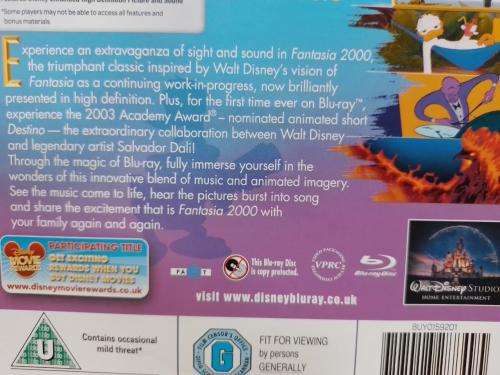 *Some players may not be able to access all features and
bonus materials.
Experience an extravaganza of sight and sound in Fantasia 2000,
the triumphant classic inspired by Walt Disney's vision of
Fantasia as a continuing work-in-progress, now brilliantly
presented in high definition. Plus, for the first time ever on Blu-ray™,
experience the 2003 Academy Award® – nominated animated short
Destino — the extraordinary collaboration between Walt Disney
and legendary artist Salvador Dalí!
Through the magic of Blu-ray, fully immerse yourself in the
wonders of this innovative blend of music and animated imagery.
See the music come to life, hear the pictures burst into song
and share the excitement that is Fantasia 2000 with
your family again and again.
Disney
MOVIE
REWARDS
PARTICIPATING TITLE
GET EXCITING
REWARDS WHEN YOU
BUY DISNEY MOVIES
www.disneymovierewards.co.uk
FACT
This Blu-ray Disc
is copy protected.
VPRC
Blu-ray Disc
visit www.disneybluray.co.uk
WALT DISNEY STUDIOS
HOME ENTERTAINMENT
U
Contains occasional
mild threat*
G
FIT FOR VIEWING
by persons
GENERALLY
BUY0159201